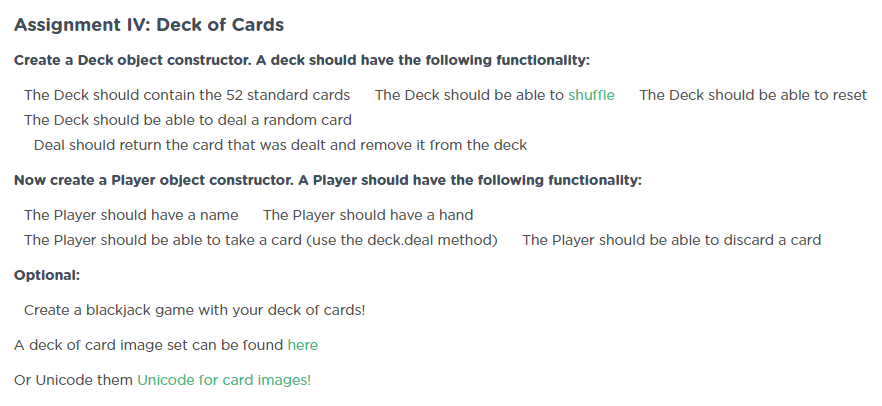 Assignment IV: Deck of Cards
Create a Deck object constructor. A deck should have the following functionality:
The Deck should contain the 52 standard cards The Deck should be able to shuffle The Deck should be able to reset
The Deck should be able to deal a random card
Deal should return the card that was dealt and remove it from the deck
Now create a Player object constructor. A Player should have the following functionality:
The Player should have a name The Player should have a hand
The Player should be able to take a card (use the deck.deal method) The Player should be able to discard a card
Optional:
Create a blackjack game with your deck of cards!
A deck of card image set can be found here
Or Unicode them Unicode for card images!